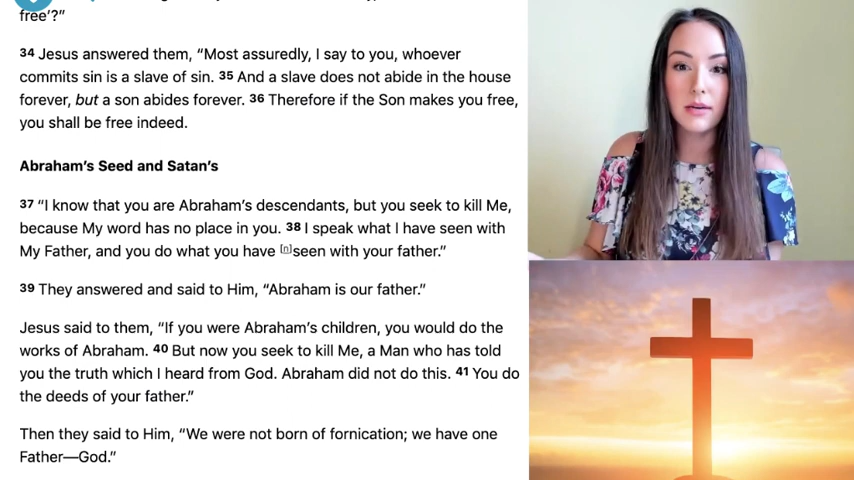 free'?"
34 Jesus answered them, “Most assuredly, I say to you, whoever
commits sin is a slave of sin. 35 And a slave does not abide in the house
forever, but a son abides forever. 36 Therefore if the Son makes you free,
you shall be free indeed.
Abraham’s Seed and Satan’s
37 “I know that you are Abraham’s descendants, but you seek to kill Me,
because My word has no place in you. 38 I speak what I have seen with
My Father, and you do what you have [n]seen with your father.”
39 They answered and said to Him, “Abraham is our father.”
Jesus said to them, “If you were Abraham’s children, you would do the
works of Abraham. 40 But now you seek to kill Me, a Man who has told
you the truth which I heard from God. Abraham did not do this. 41 You do
the deeds of your father.”
Then they said to Him, “We were not born of fornication; we have one
Father—God.”